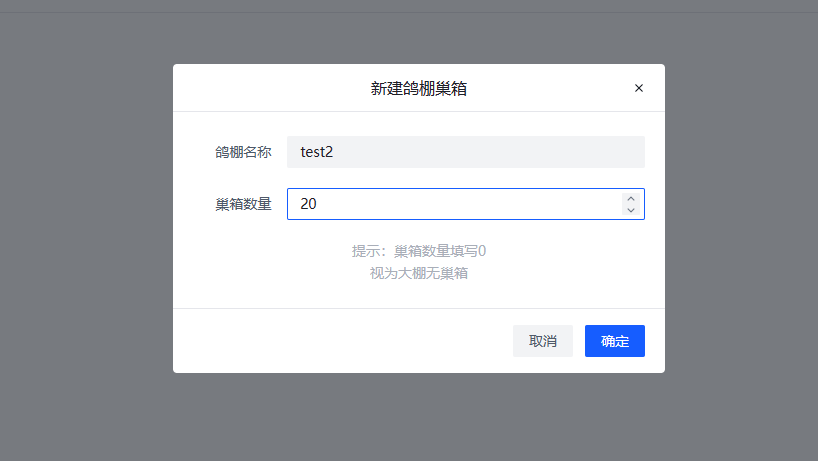 新建鸽棚巢箱
鸽棚名称 test2
巢箱数量 20
提示：巢箱数量填写0
视为大棚无巢箱
取消 确定